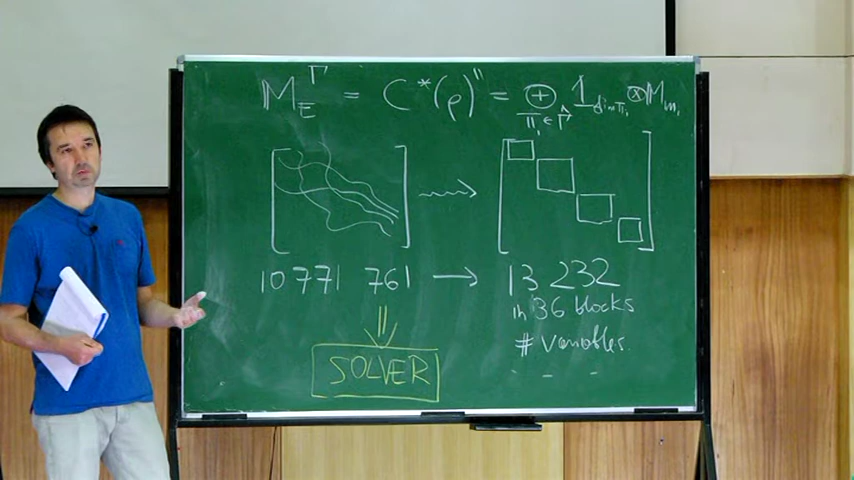 M_E^Γ = C*(ρ)" = ⊕_{π_i ∈ Γ̂} 1_{dim π_i} ⊗ M_{m_i}
10 771 761 → 13 232
in 36 blocks
# variables.
SOLVER